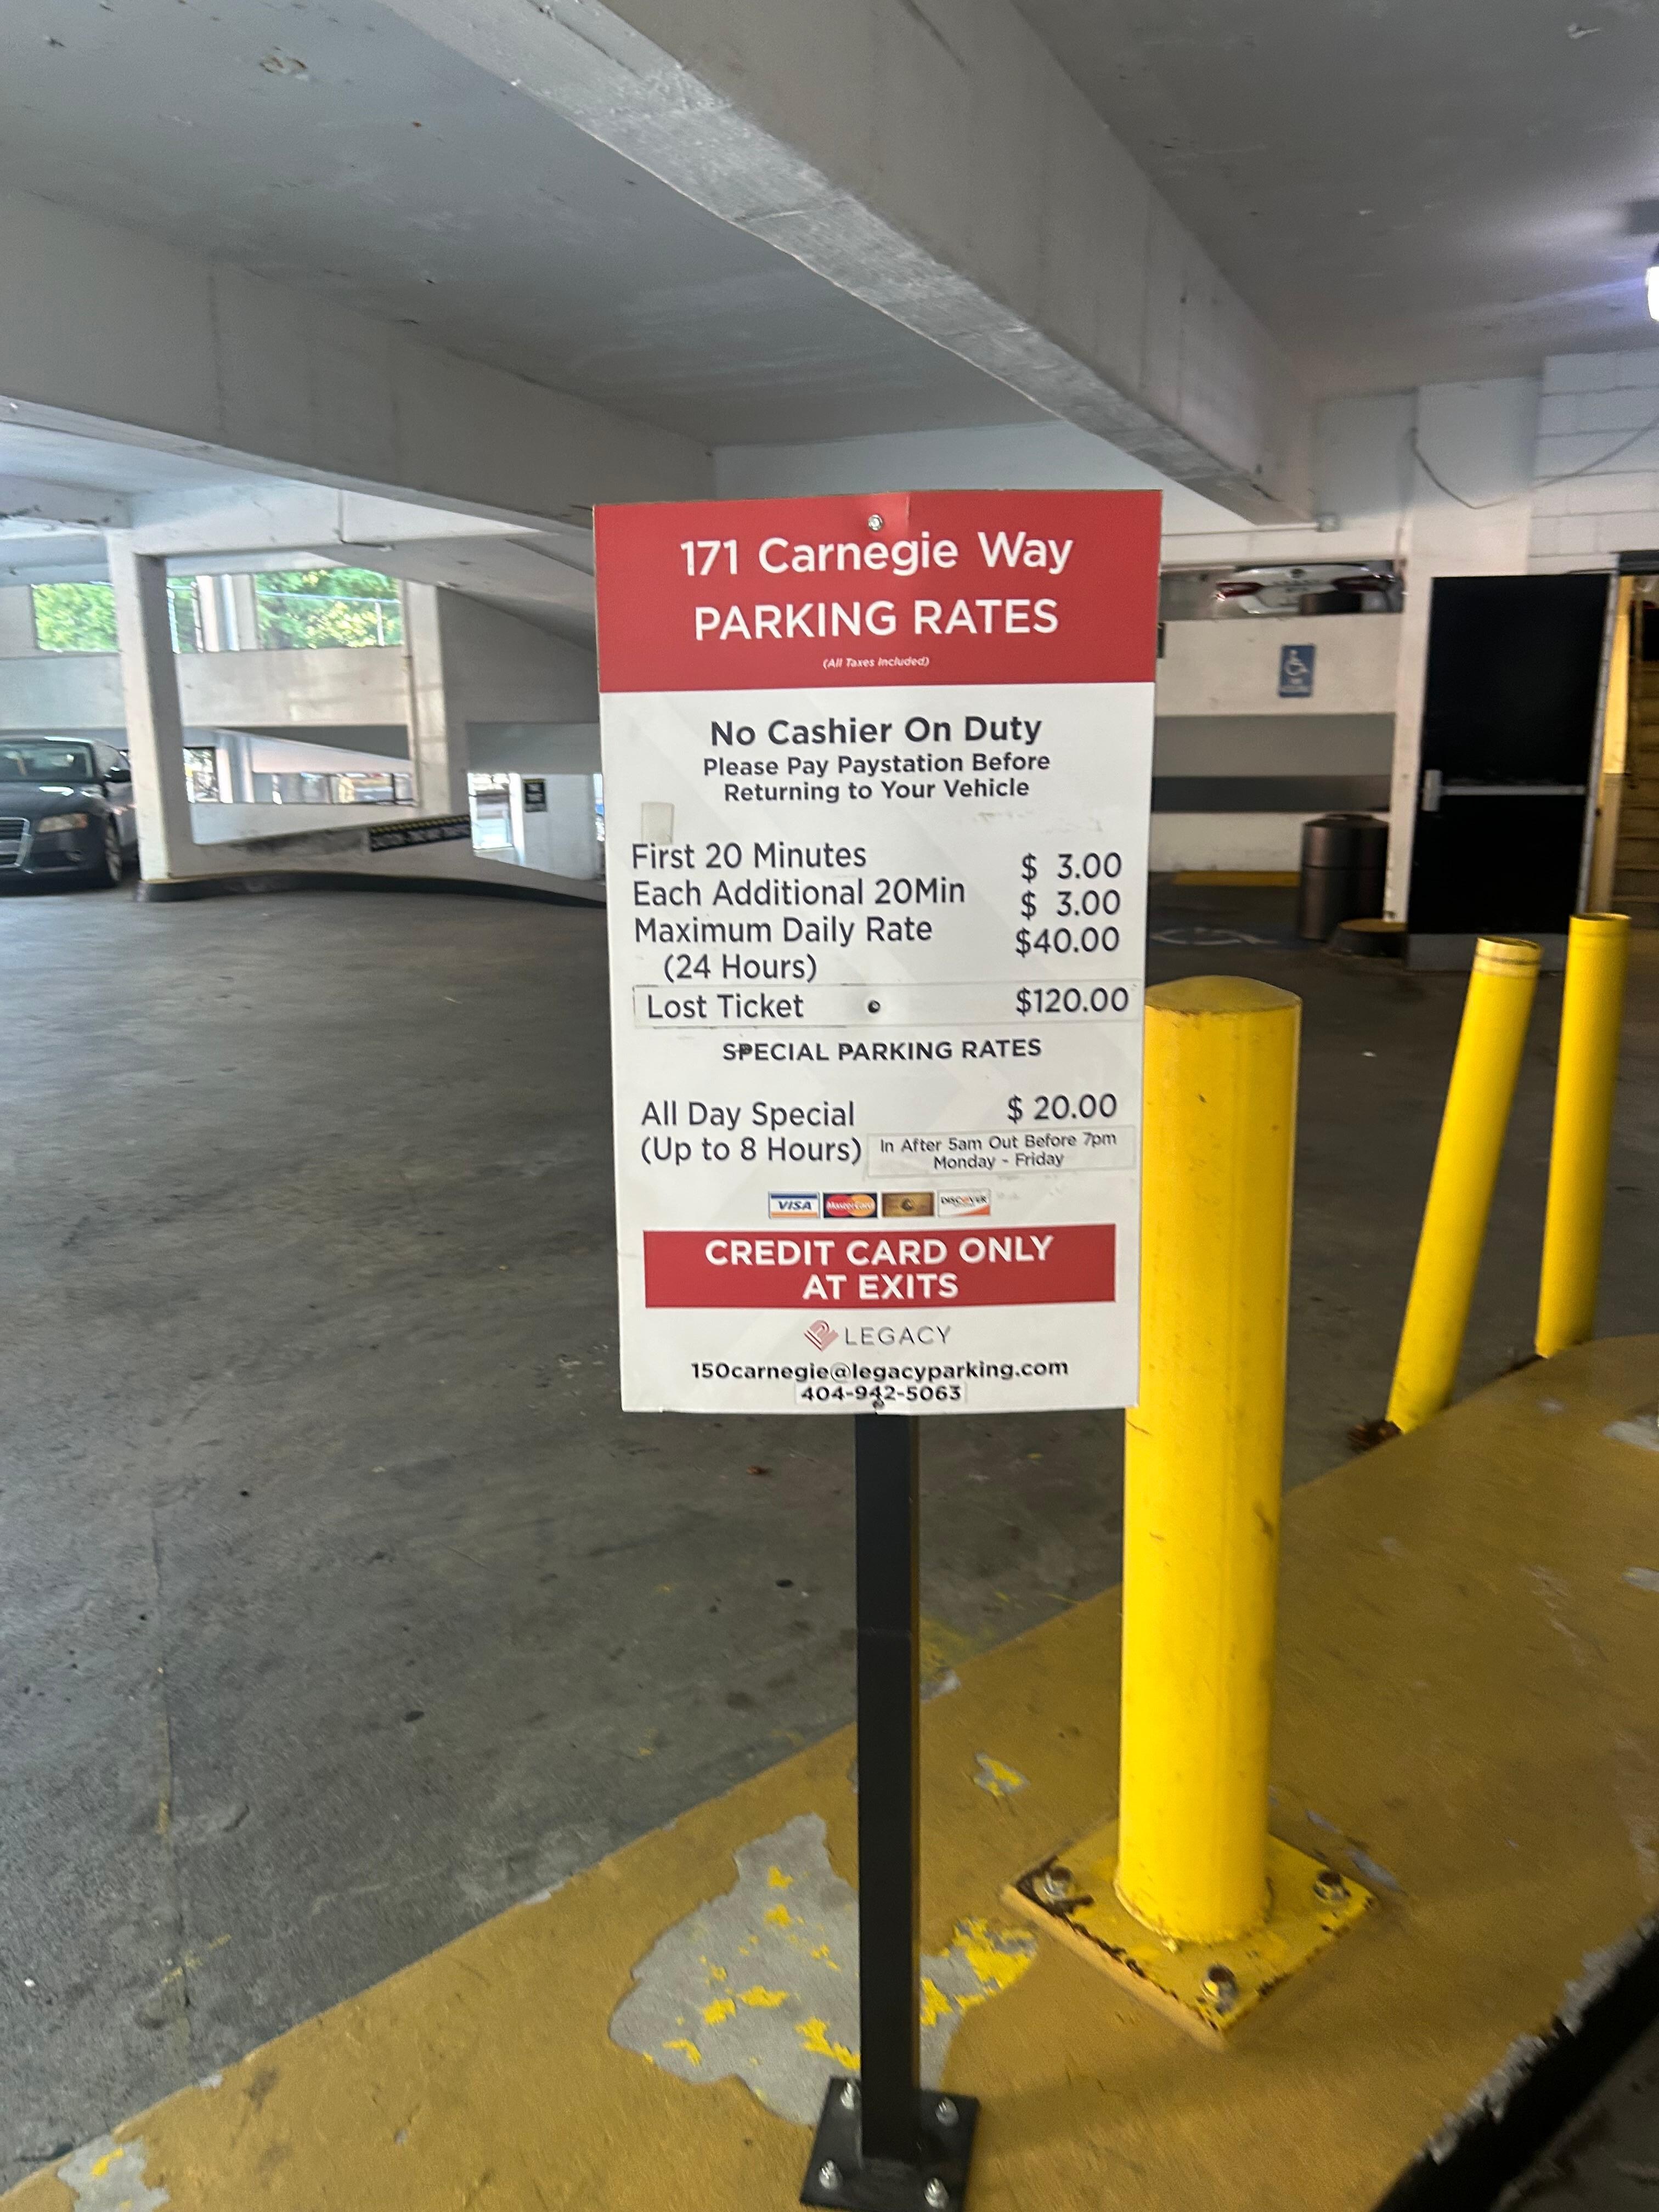 171 Carnegie Way
PARKING RATES
(All Taxes Included)
No Cashier On Duty
Please Pay Paystation Before
Returning to Your Vehicle
First 20 Minutes $ 3.00
Each Additional 20Min $ 3.00
Maximum Daily Rate $40.00
(24 Hours)
Lost Ticket $120.00
SPECIAL PARKING RATES
All Day Special $ 20.00
(Up to 8 Hours) In After 5am Out Before 7pm
Monday - Friday
VISA MasterCard DISCOVER
CREDIT CARD ONLY
AT EXITS
LEGACY
150carnegie@legacyparking.com
404-942-5063